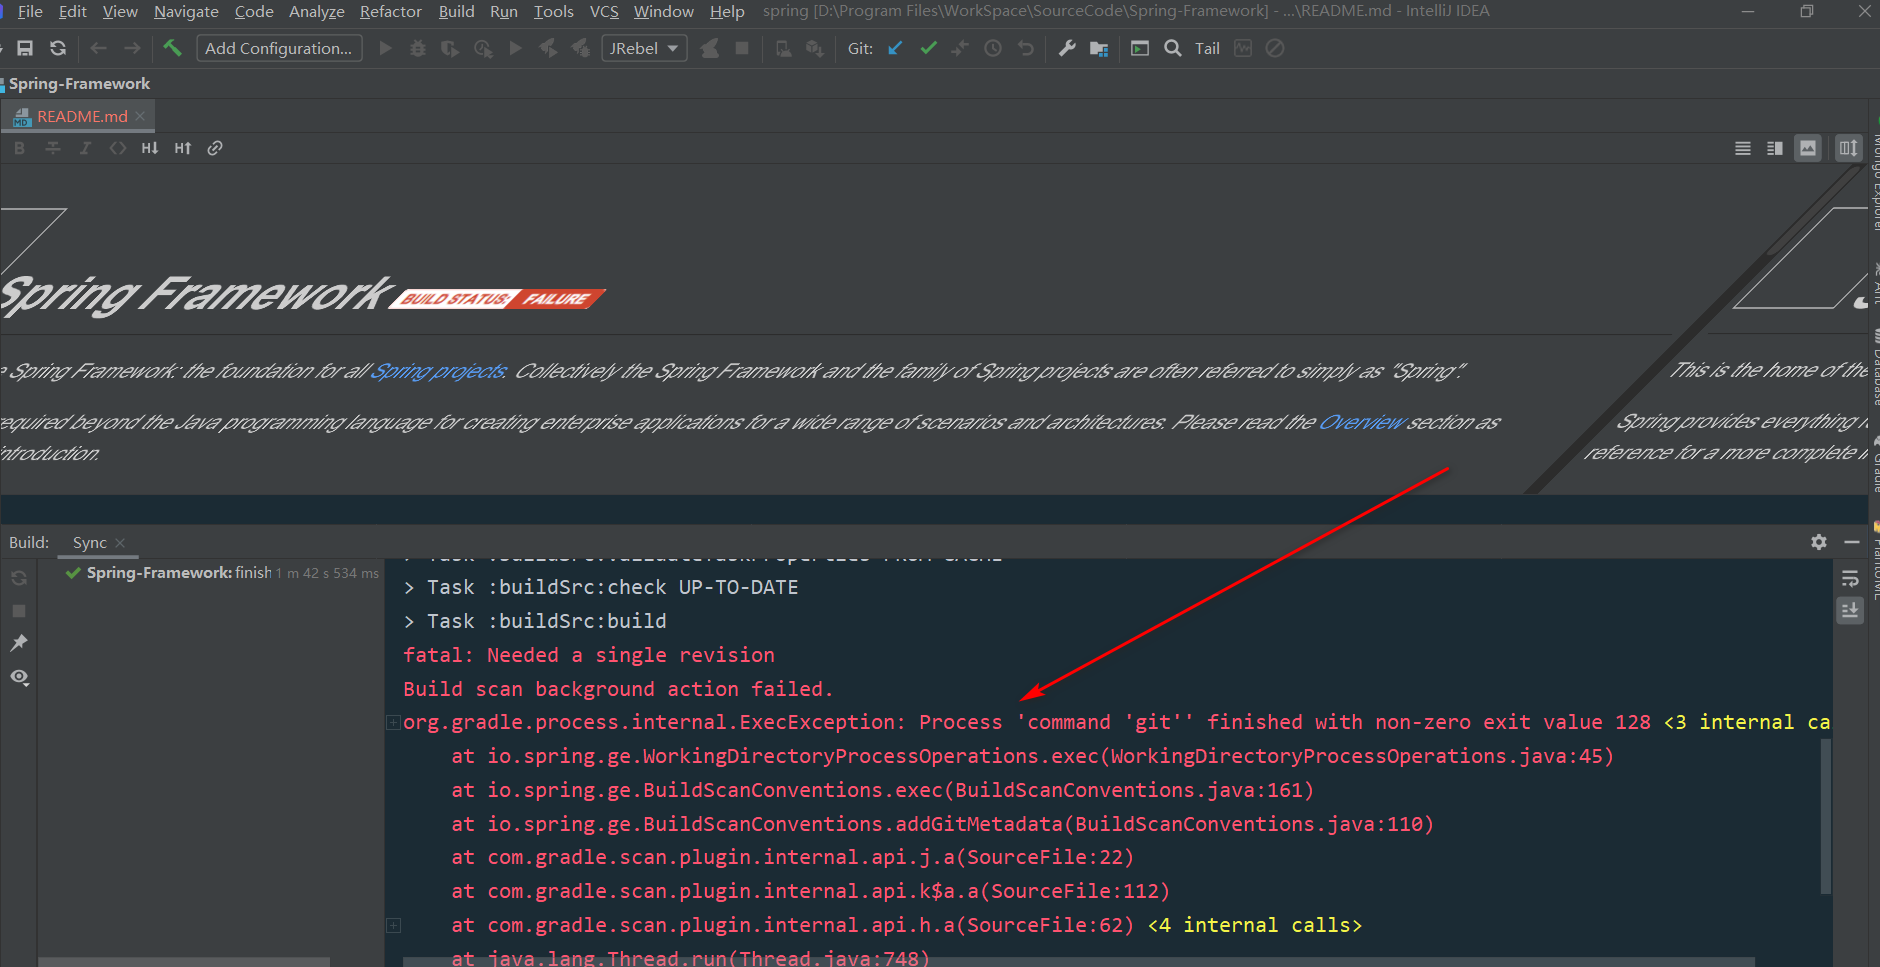 File Edit View Navigate Code Analyze Refactor Build Run Tools VCS Window Help spring [D:\Program Files\WorkSpace\SourceCode\Spring-Framework] - ...\README.md - IntelliJ IDEA
Add Configuration... JRebel Git: Tail
Spring-Framework
README.md
B I <> H↓ H↑
Spring Framework BUILD STATUS: FAILURE
e Spring Framework: the foundation for all Spring projects. Collectively the Spring Framework and the family of Spring projects are often referred to simply as "Spring".
This is the home of the
required beyond the Java programming language for creating enterprise applications for a wide range of scenarios and architectures. Please read the Overview section as
Spring provides everything r
introduction.
reference for a more complete i
Mongo Explorer
Ant
Database
Gradle
PlantUML
Build: Sync
Spring-Framework: finish 1 m 42 s 534 ms
> Task :buildSrc:check UP-TO-DATE
> Task :buildSrc:build
fatal: Needed a single revision
Build scan background action failed.
org.gradle.process.internal.ExecException: Process 'command 'git'' finished with non-zero exit value 128 <3 internal ca
at io.spring.ge.WorkingDirectoryProcessOperations.exec(WorkingDirectoryProcessOperations.java:45)
at io.spring.ge.BuildScanConventions.exec(BuildScanConventions.java:161)
at io.spring.ge.BuildScanConventions.addGitMetadata(BuildScanConventions.java:110)
at com.gradle.scan.plugin.internal.api.j.a(SourceFile:22)
at com.gradle.scan.plugin.internal.api.k$a.a(SourceFile:112)
at com.gradle.scan.plugin.internal.api.h.a(SourceFile:62) <4 internal calls>
at java.lang.Thread.run(Thread.java:748)